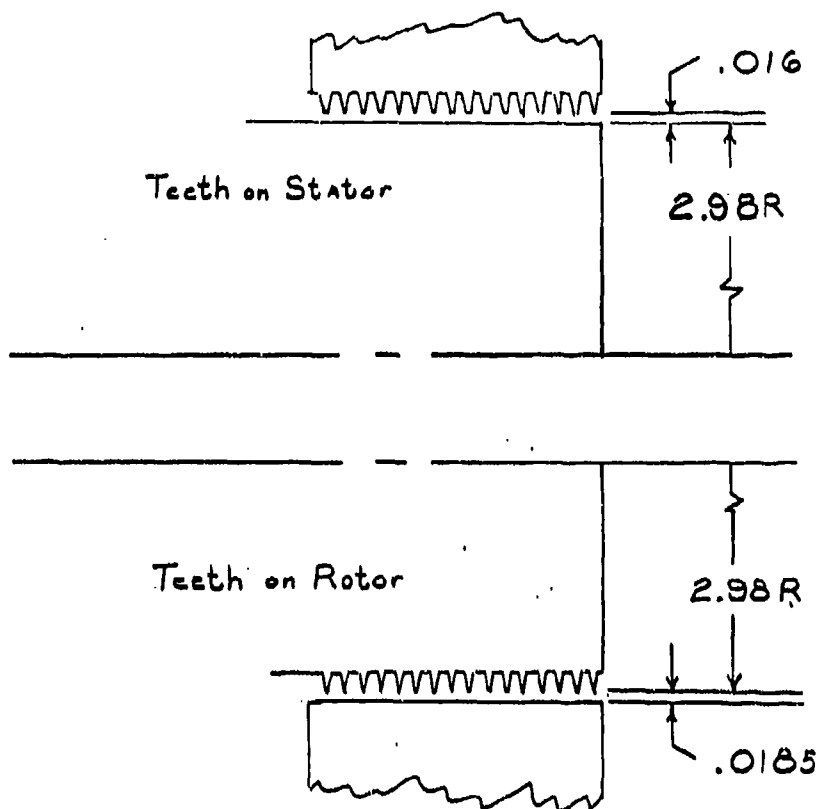 .016
Teeth on Stator
2.98R
Teeth on Rotor
2.98R
.0185